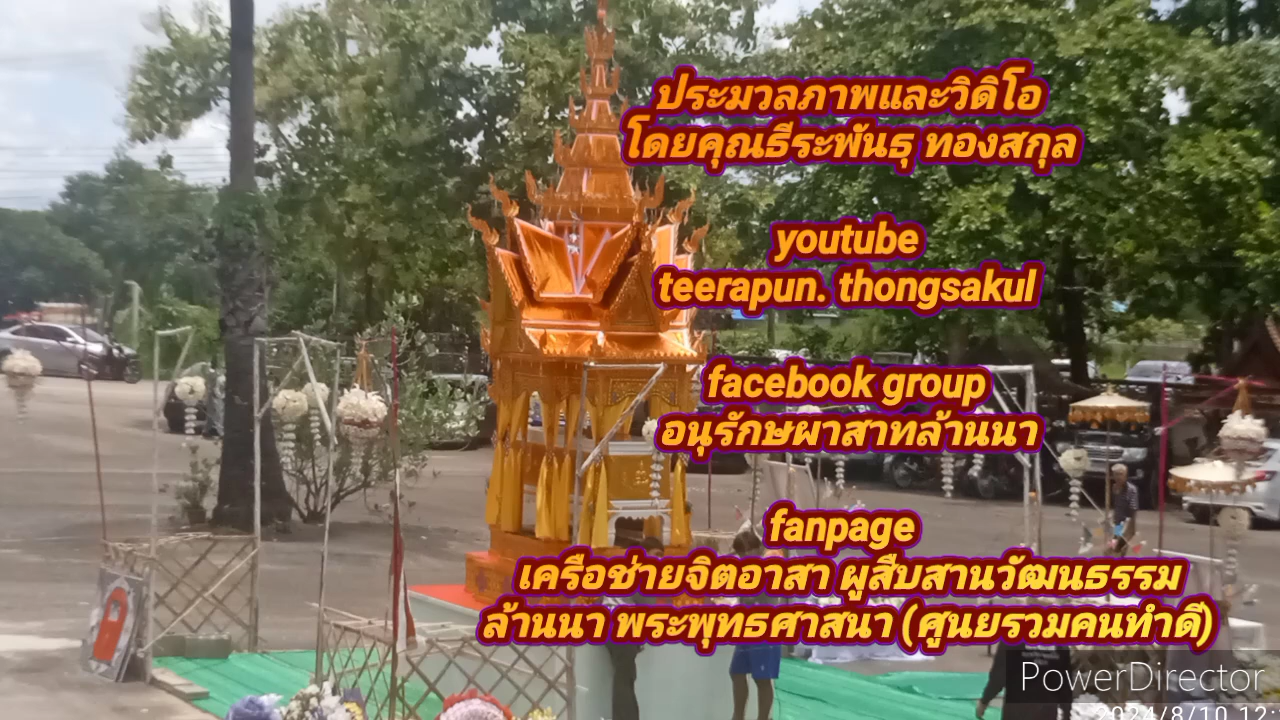 ประมวลภาพและวิดิโอ
โดยคุณธีระพันธุ ทองสกุล
youtube
teerapun. thongsakul
facebook group
อนุรักษผาสาทล้านนา
fanpage
เครือช่ายจิตอาสา ผูสืบสานวัฒนธรรม
ล้านนา พระพุทธศาสนา (ศูนยรวมคนทำดี)
PowerDirector
2024/8/10 12: